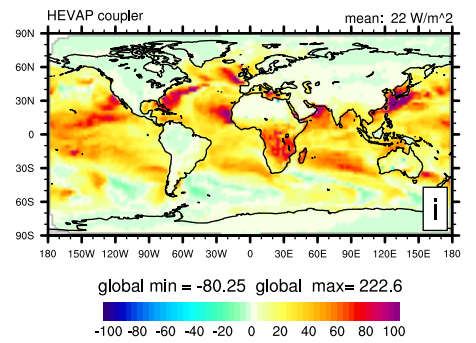 HEVAP coupler mean: 22 W/m^2
90N
60N
30N
0
30S
60S
90S
i
180 150W 120W 90W 60W 30W 0 30E 60E 90E 120E 150E 180
global min = -80.25 global max= 222.6
-100 -80 -60 -40 -20 0 20 40 60 80 100